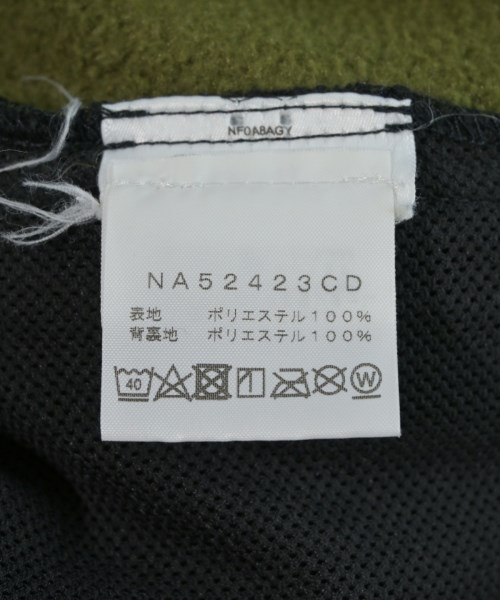 NF0A8AGY
NA52423CD
表地 ポリエステル100%
背裏地 ポリエステル100%
40 W